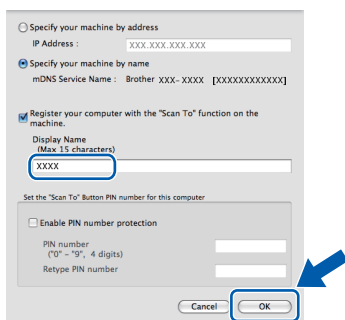 Specify your machine by address
IP Address :
XXX.XXX.XXX.XXX
Specify your machine by name
mDNS Service Name : Brother XXX-XXXX [XXXXXXXXXXXX]
Register your computer with the "Scan To" function on the
machine.
Display Name
(Max 15 characters)
XXXX
Set the "Scan To" Button PIN number for this computer
Enable PIN number protection
PIN number
("0" – "9", 4 digits)
Retype PIN number
Cancel OK